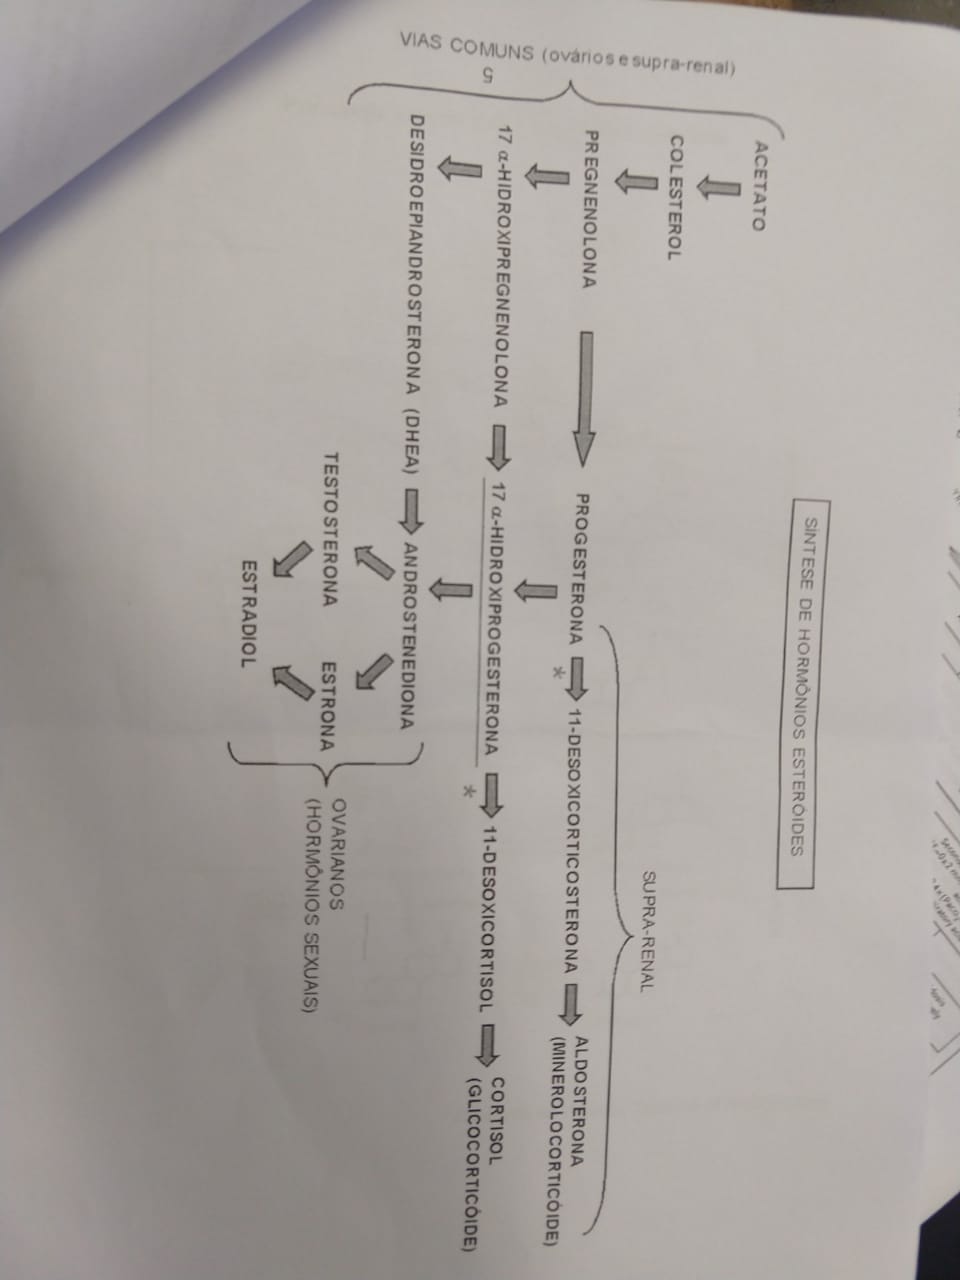 SÍNTESE DE HORMÔNIOS ESTERÓIDES
ACETATO
COLESTEROL
SUPRA-RENAL
PREGNENOLONA
PROGESTERONA
11-DESOXICORTICOSTERONA
ALDOSTERONA
(MINEROLOCORTICÓIDE)
*
17 α-HIDROXIPREGNENOLONA
17 α-HIDROXIPROGESTERONA
11-DESOXICORTISOL
CORTISOL
(GLICOCORTICÓIDE)
*
DESIDROEPIANDROSTERONA (DHEA)
ANDROSTENEDIONA
TESTOSTERONA
ESTRONA
ESTRADIOL
OVARIANOS
(HORMÔNIOS SEXUAIS)
VIAS COMUNS (ovários e supra-renal)
5